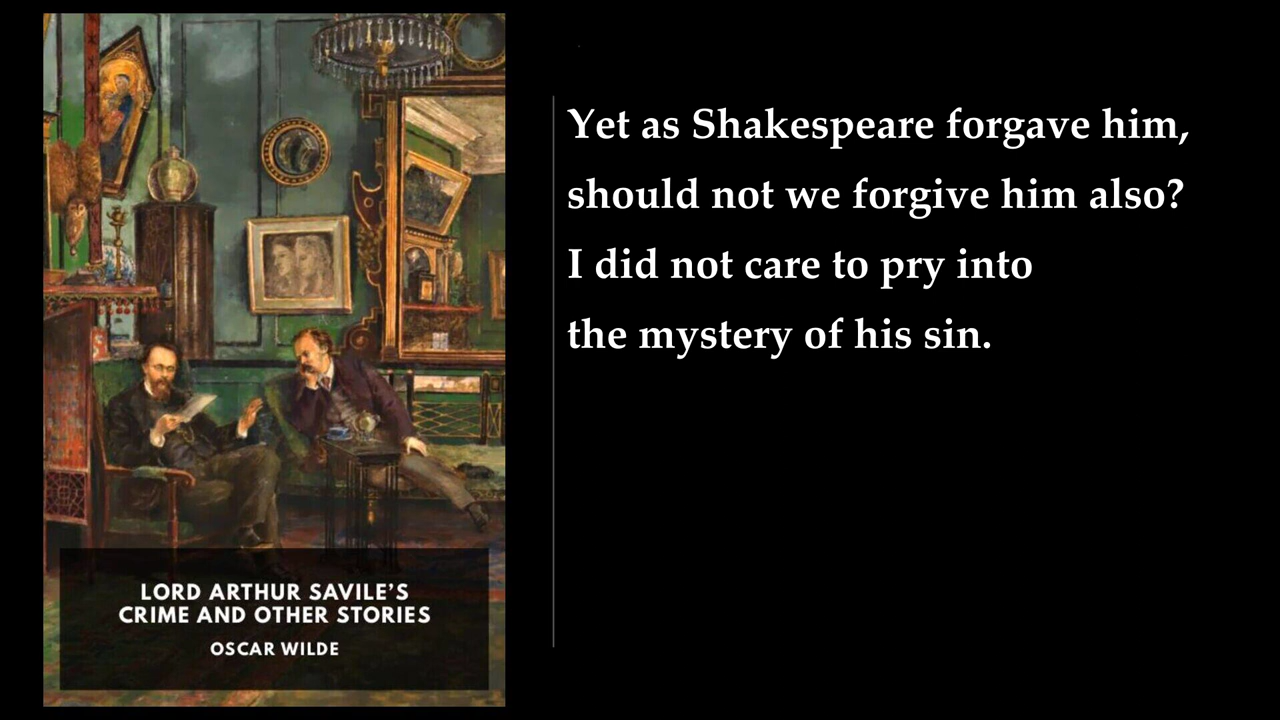 Yet as Shakespeare forgave him,
should not we forgive him also?
I did not care to pry into
the mystery of his sin.
LORD ARTHUR SAVILE’S
CRIME AND OTHER STORIES
OSCAR WILDE